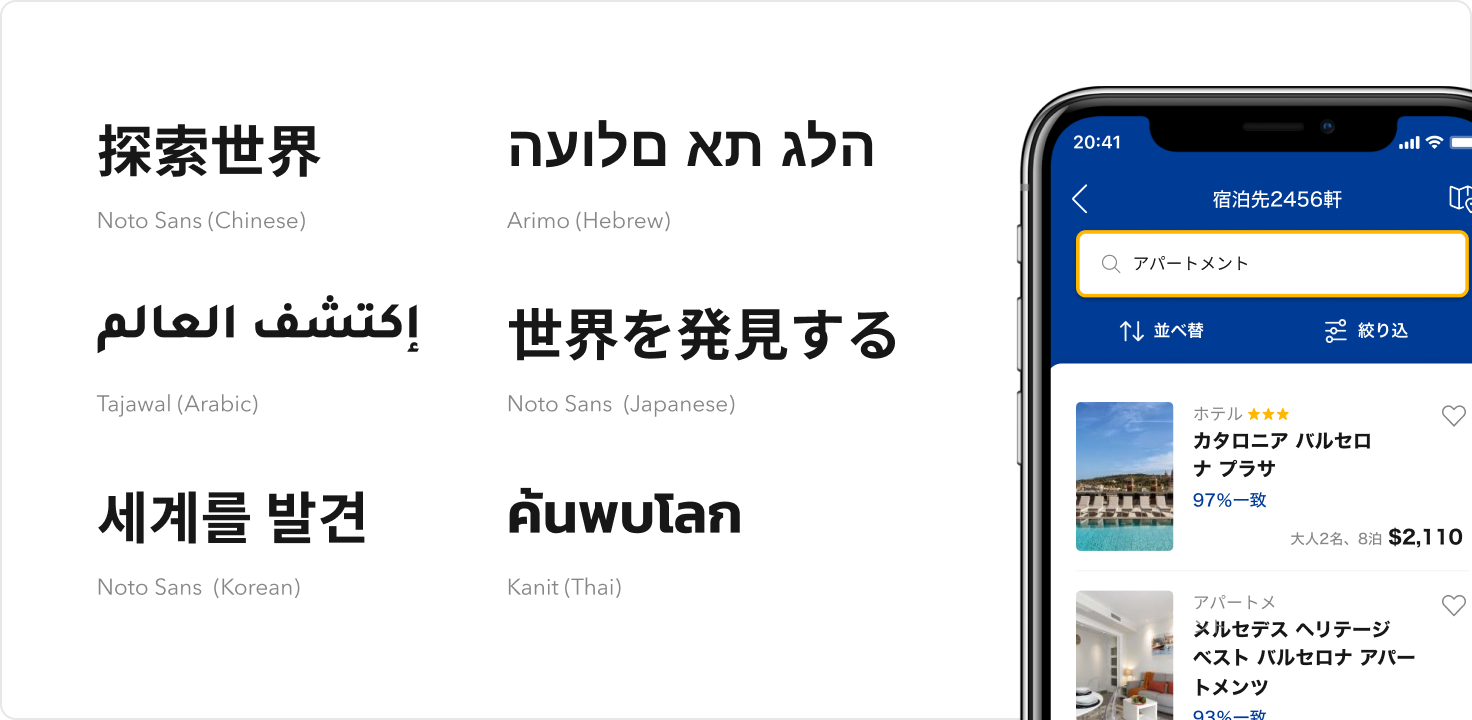 探索世界
Noto Sans (Chinese)
הלג תא םלועה
Arimo (Hebrew)
إكتشف العالم
Tajawal (Arabic)
世界を発見する
Noto Sans (Japanese)
세계를 발견
Noto Sans (Korean)
ค้นพบโลก
Kanit (Thai)
20:41
宿泊先2456軒
アパートメント
並べ替
絞り込
ホテル
カタロニア バルセロ
ナ プラサ
97%一致
大人2名、8泊 $2,110
アパートメ
メルセデス ヘリテージ
ベスト バルセロナ アパー
トメンツ
93%一致